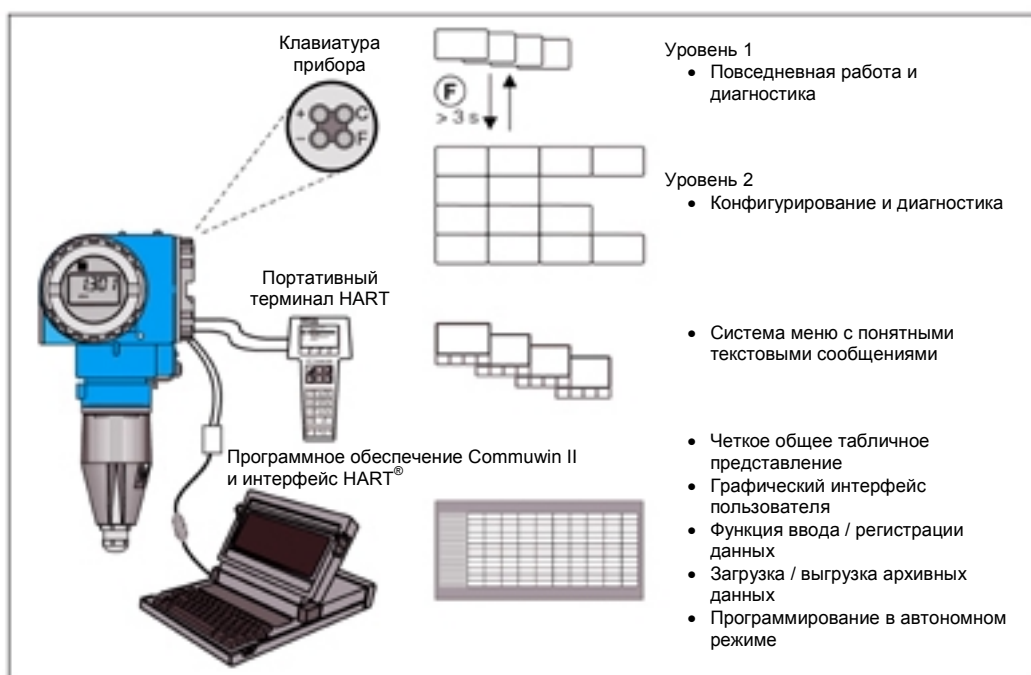 Клавиатура
прибора
+ C
– F
F
> 3 s
Уровень 1
• Повседневная работа и
диагностика
Уровень 2
• Конфигурирование и диагностика
Портативный
терминал HART
• Система меню с понятными
текстовыми сообщениями
Программное обеспечение Commuwin II
и интерфейс HART®
• Четкое общее табличное
представление
• Графический интерфейс
пользователя
• Функция ввода / регистрации
данных
• Загрузка / выгрузка архивных
данных
• Программирование в автономном
режиме